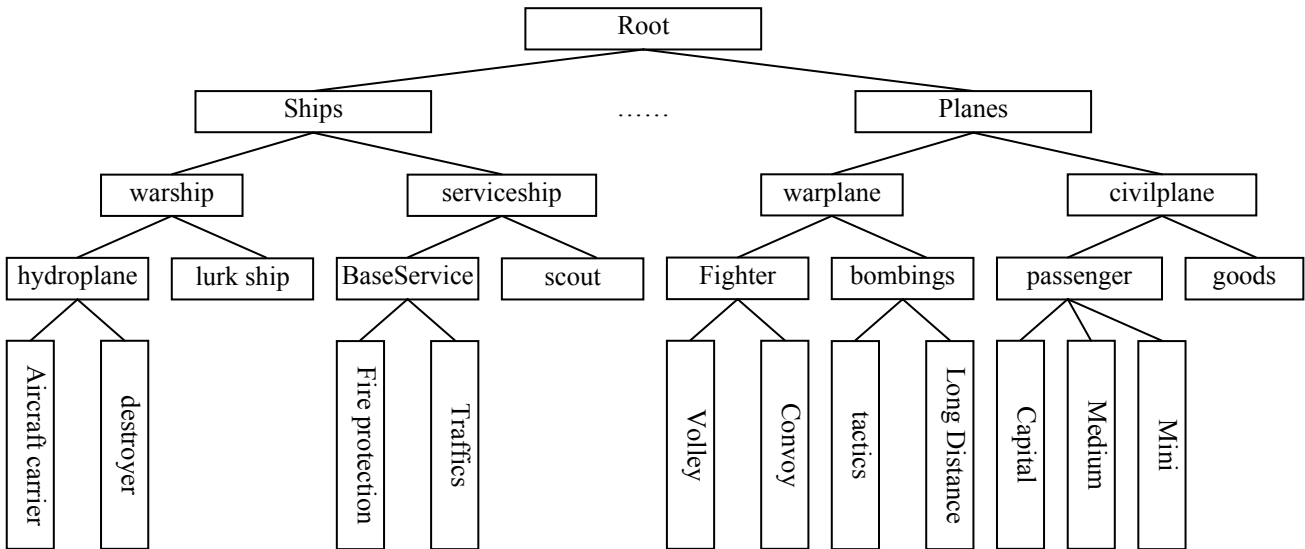 Root
Ships
......
Planes
warship
serviceship
warplane
civilplane
hydroplane
lurk ship
BaseService
scout
Fighter
bombings
passenger
goods
Aircraft carrier
destroyer
Fire protection
Traffics
Volley
Convoy
tactics
Long Distance
Capital
Medium
Mini